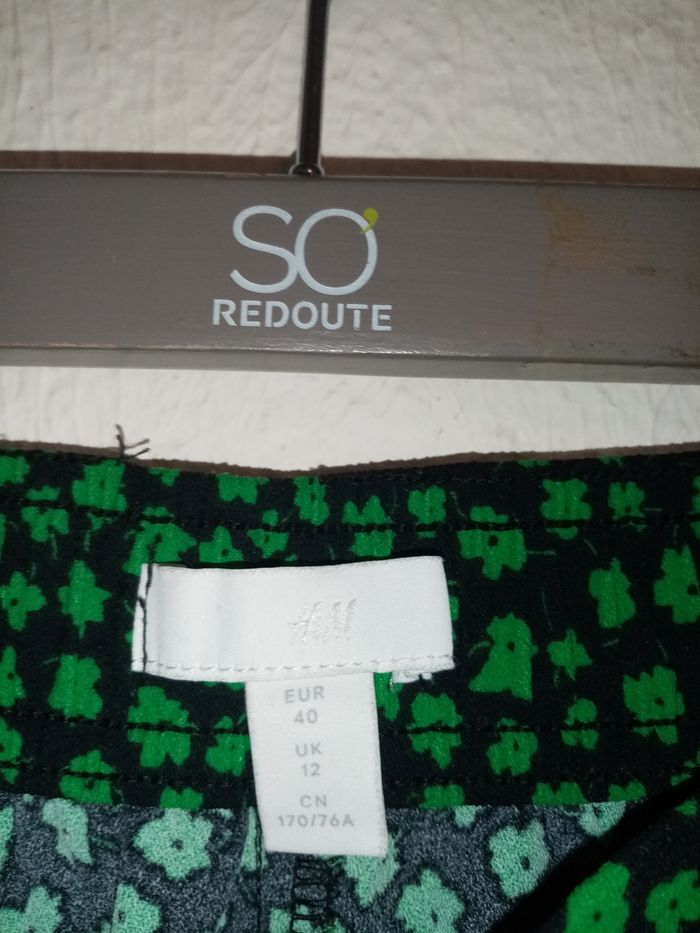 SO'
REDOUTE
H&M
EUR
40
UK
12
CN
170/76A